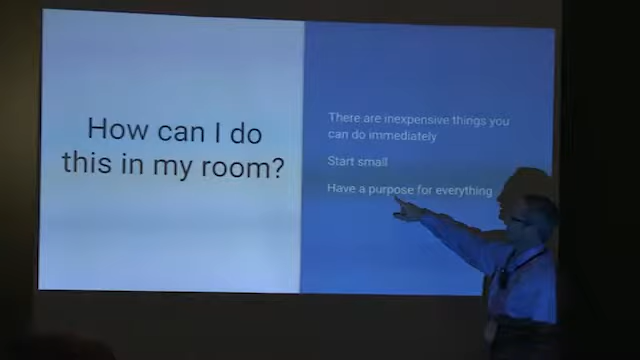 How can I do
this in my room?
There are inexpensive things you
can do immediately
Start small
Have a purpose for everything